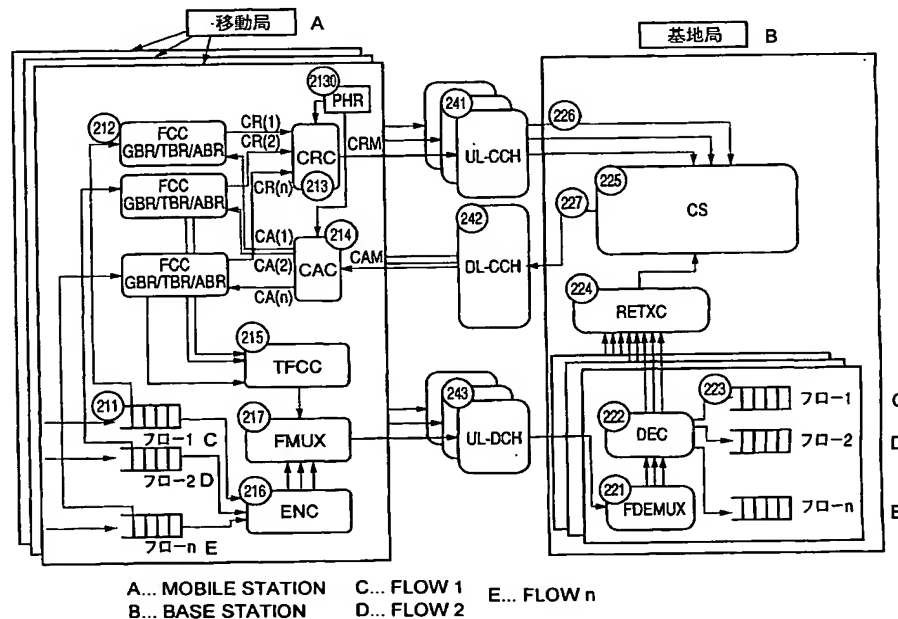 移動局 A
基地局 B
2130
PHR
212
FCC
GBR/TBR/ABR
CR(1)
CR(2)
CR(n)
CRC
213
CRM
241
UL-CCH
226
225
CS
227
FCC
GBR/TBR/ABR
CA(1)
CA(2)
CA(n)
214
CAC
CAM
242
DL-CCH
FCC
GBR/TBR/ABR
224
RETXC
215
TFCC
211
フロー1 C
フロー2 D
フローn E
217
FMUX
216
ENC
243
UL-DCH
222
DEC
223
フロー1
フロー2
フローn
221
FDEMUX
D
E
A... MOBILE STATION C... FLOW 1 E... FLOW n
B... BASE STATION D... FLOW 2